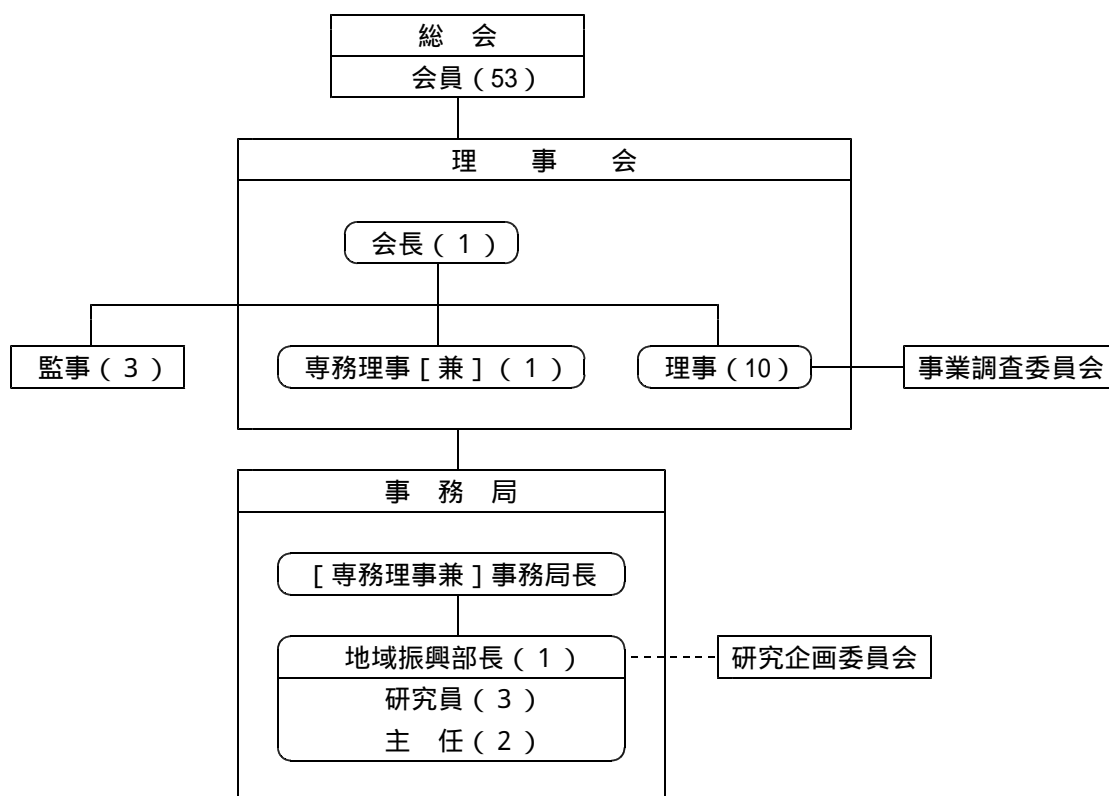 総　会
会員（53）
理　事　会
会長（１）
監事（３）
専務理事［兼］（１）
理事（10）
事業調査委員会
事　務　局
［専務理事兼］事務局長
地域振興部長（１）
研究企画委員会
研究員（３）
主　任（２）